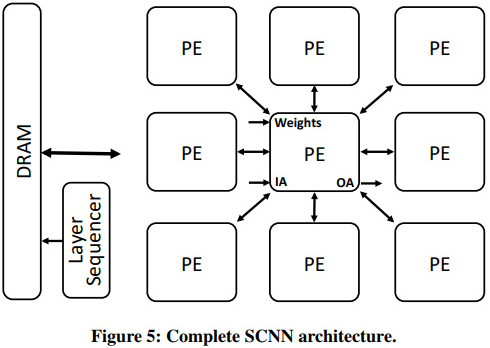 DRAM
Layer
Sequencer
PE
PE
PE
PE
Weights
PE
IA
OA
PE
PE
PE
PE
Figure 5: Complete SCNN architecture.